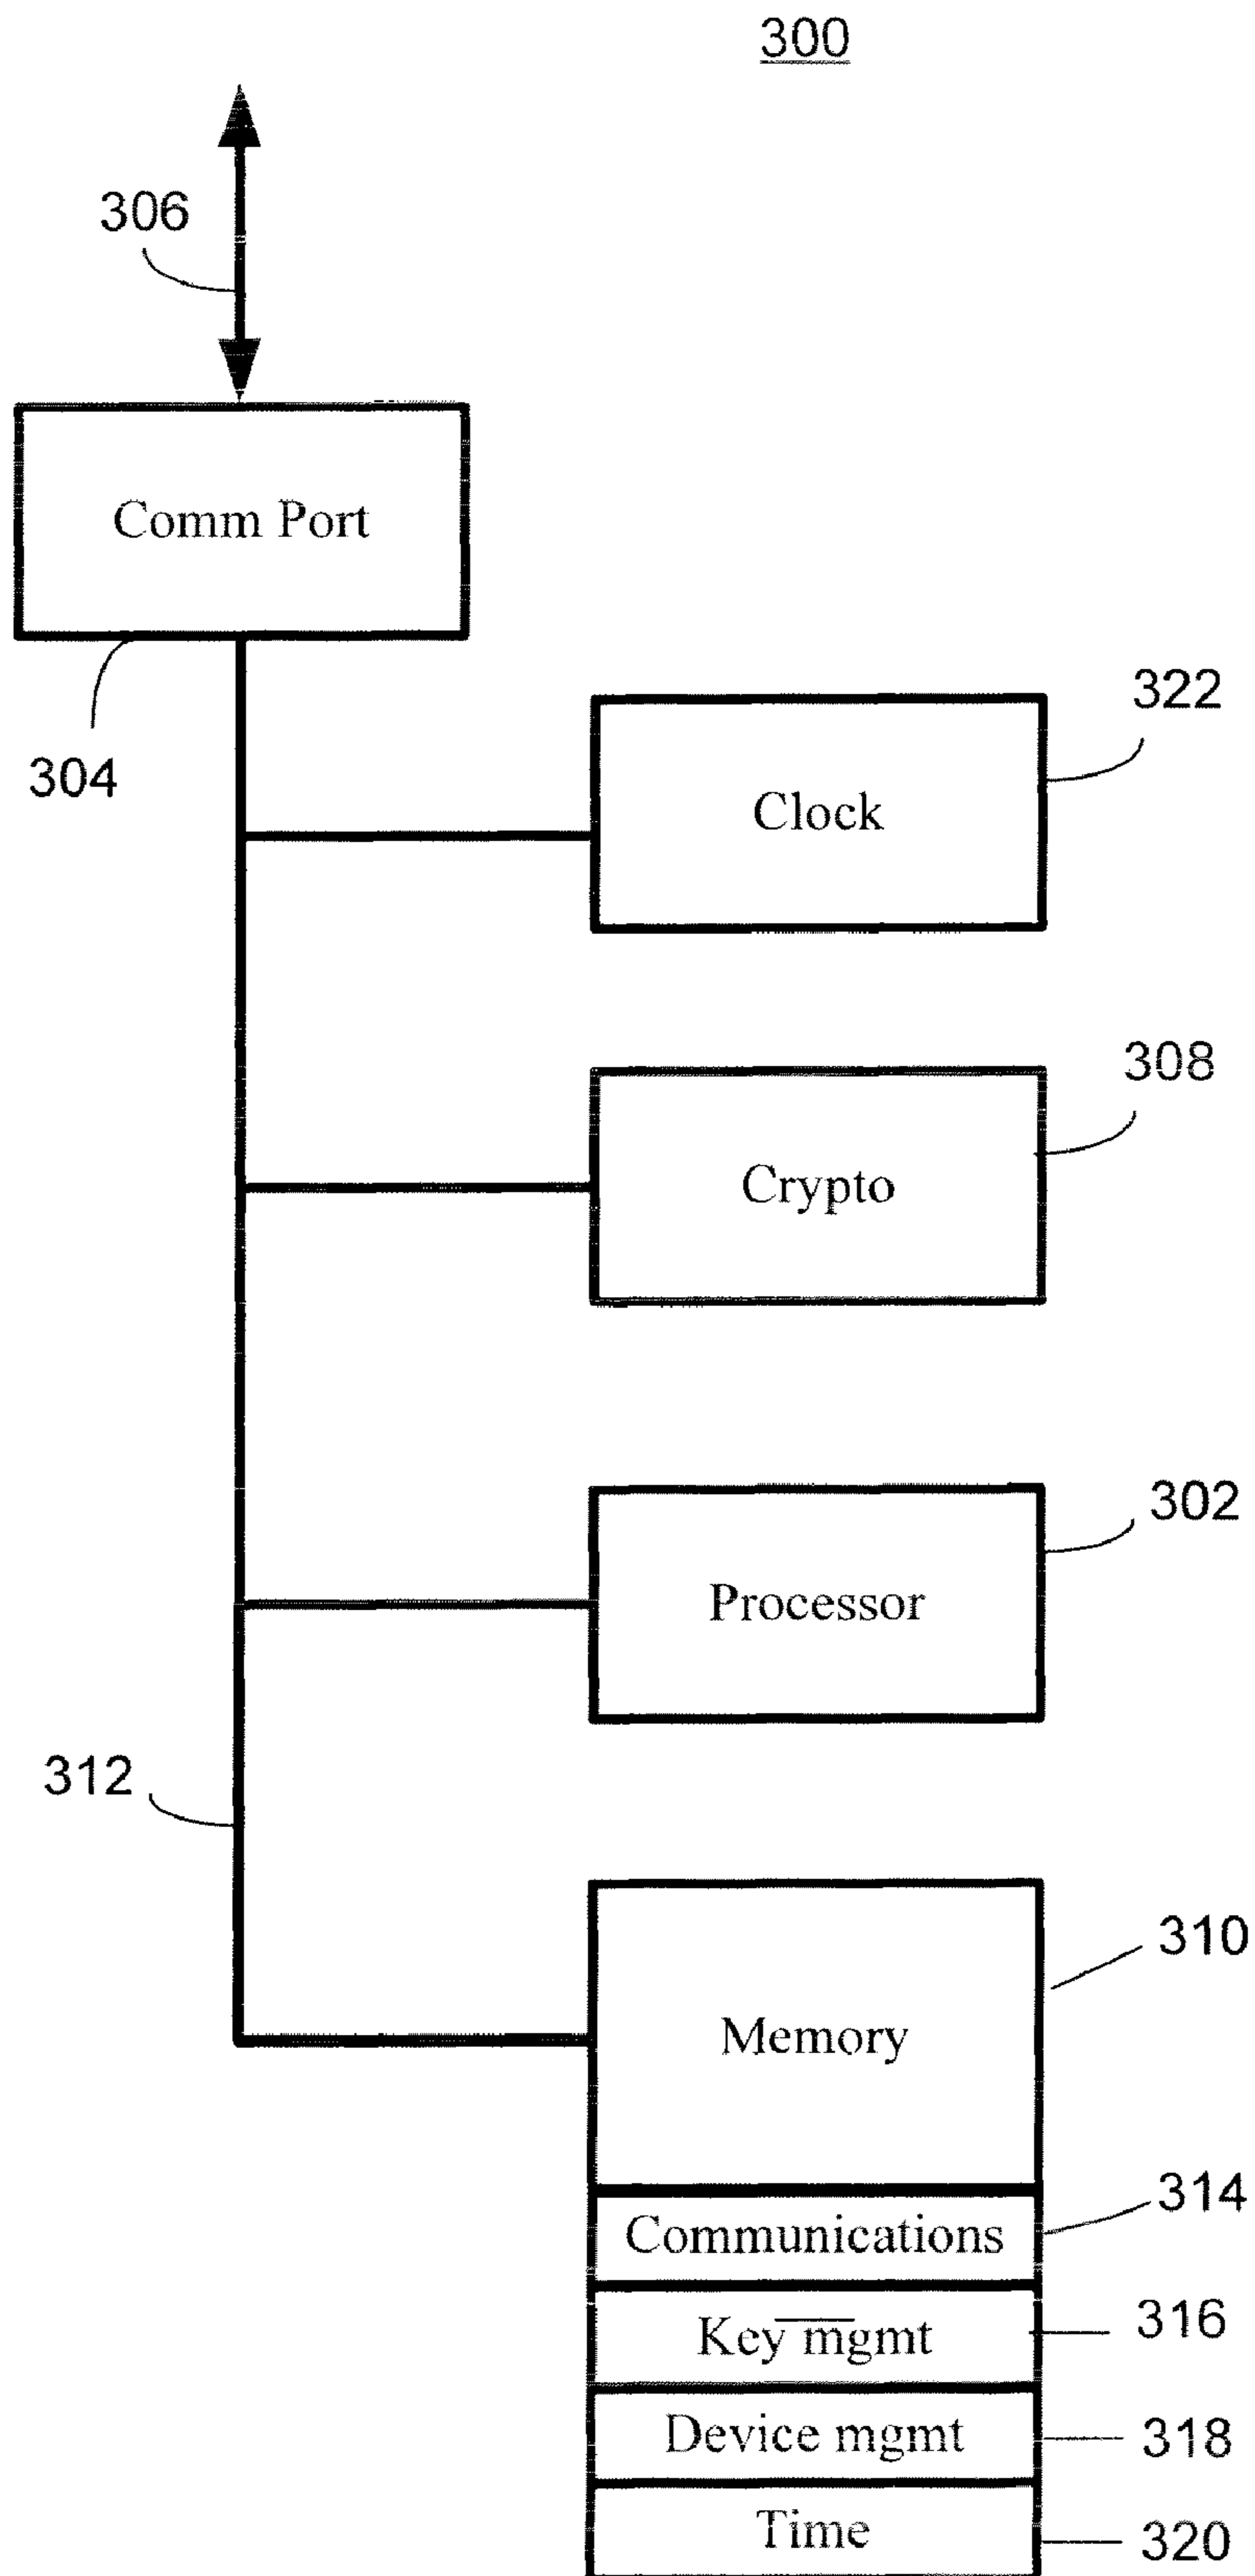 300
306
Comm Port
304
322
Clock
308
Crypto
302
Processor
312
310
Memory
314
Communications
316
Key mgmt
Device mgmt
318
Time
320